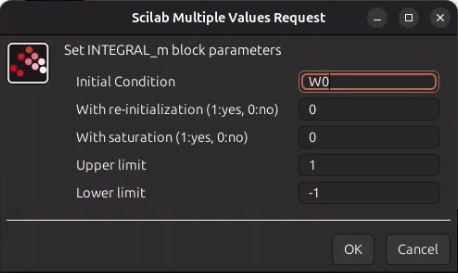 Scilab Multiple Values Request
Set INTEGRAL_m block parameters
Initial Condition W0
With re-initialization (1:yes, 0:no) 0
With saturation (1:yes, 0:no) 0
Upper limit 1
Lower limit -1
OK Cancel